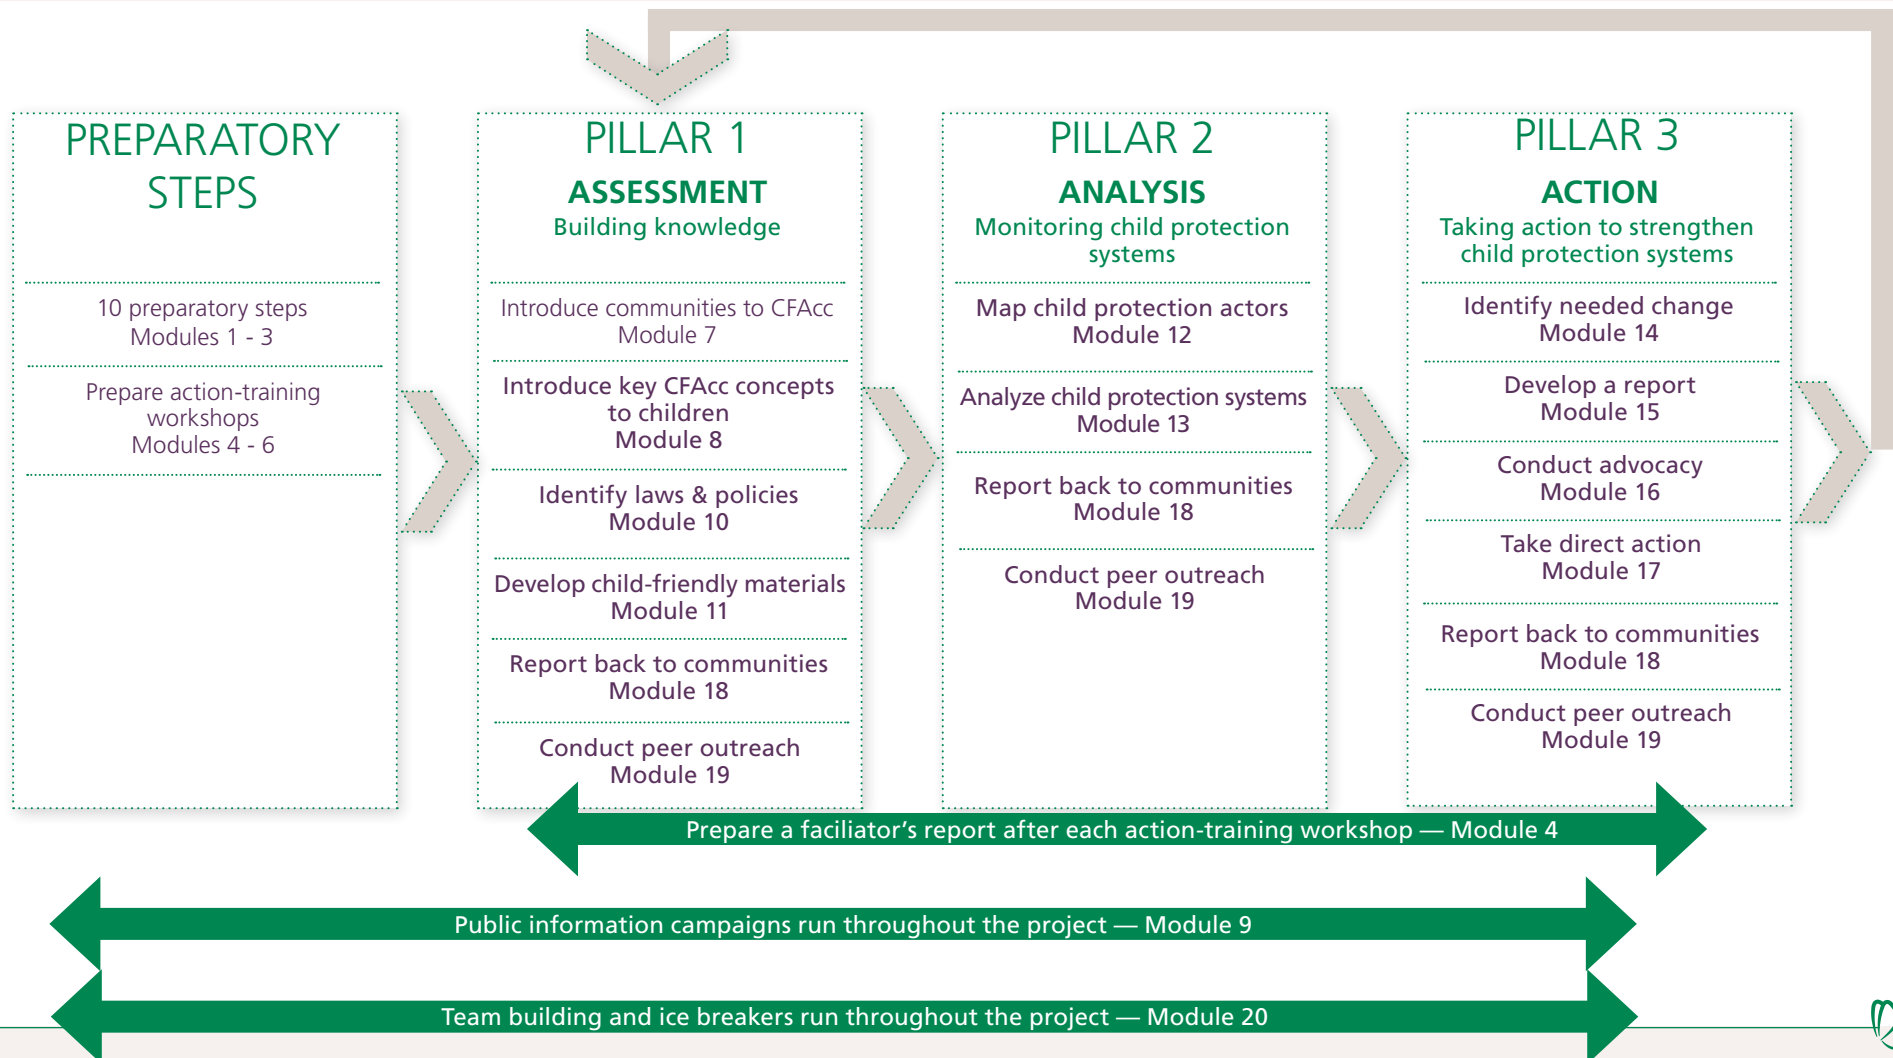 PREPARATORY
STEPS
10 preparatory steps
Modules 1 - 3
Prepare action-training
workshops
Modules 4 - 6
PILLAR 1
ASSESSMENT
Building knowledge
Introduce communities to CFAcc
Module 7
Introduce key CFAcc concepts
to children
Module 8
Identify laws & policies
Module 10
Develop child-friendly materials
Module 11
Report back to communities
Module 18
Conduct peer outreach
Module 19
PILLAR 2
ANALYSIS
Monitoring child protection
systems
Map child protection actors
Module 12
Analyze child protection systems
Module 13
Report back to communities
Module 18
Conduct peer outreach
Module 19
PILLAR 3
ACTION
Taking action to strengthen
child protection systems
Identify needed change
Module 14
Develop a report
Module 15
Conduct advocacy
Module 16
Take direct action
Module 17
Report back to communities
Module 18
Conduct peer outreach
Module 19
Prepare a faciliator’s report after each action-training workshop — Module 4
Public information campaigns run throughout the project — Module 9
Team building and ice breakers run throughout the project — Module 20